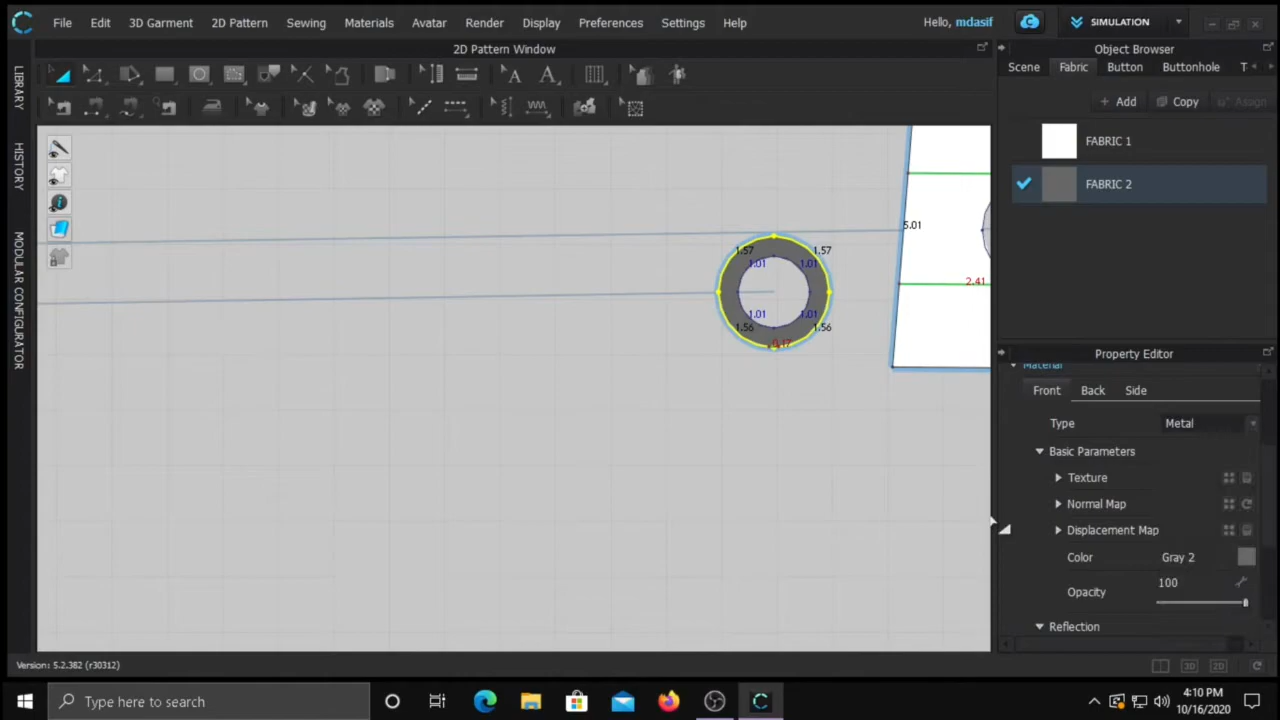 File Edit 3D Garment 2D Pattern Sewing Materials Avatar Render Display Preferences Settings Help Hello, mdasif SIMULATION
2D Pattern Window
Object Browser
LIBRARY
HISTORY
MODULAR CONFIGURATOR
Scene Fabric Button Buttonhole T
+ Add Copy Assign
FABRIC 1
FABRIC 2
5.01
1.57 1.57
1.01 1.01
2.41
1.01 1.01
1.56 1.56
Property Editor
Material
Front Back Side
Type Metal
Basic Parameters
Texture
Normal Map
Displacement Map
Color Gray 2
Opacity 100
Reflection
Version: 5.2.382 (r30312)
3D 2D
Type here to search
4:10 PM
10/16/2020